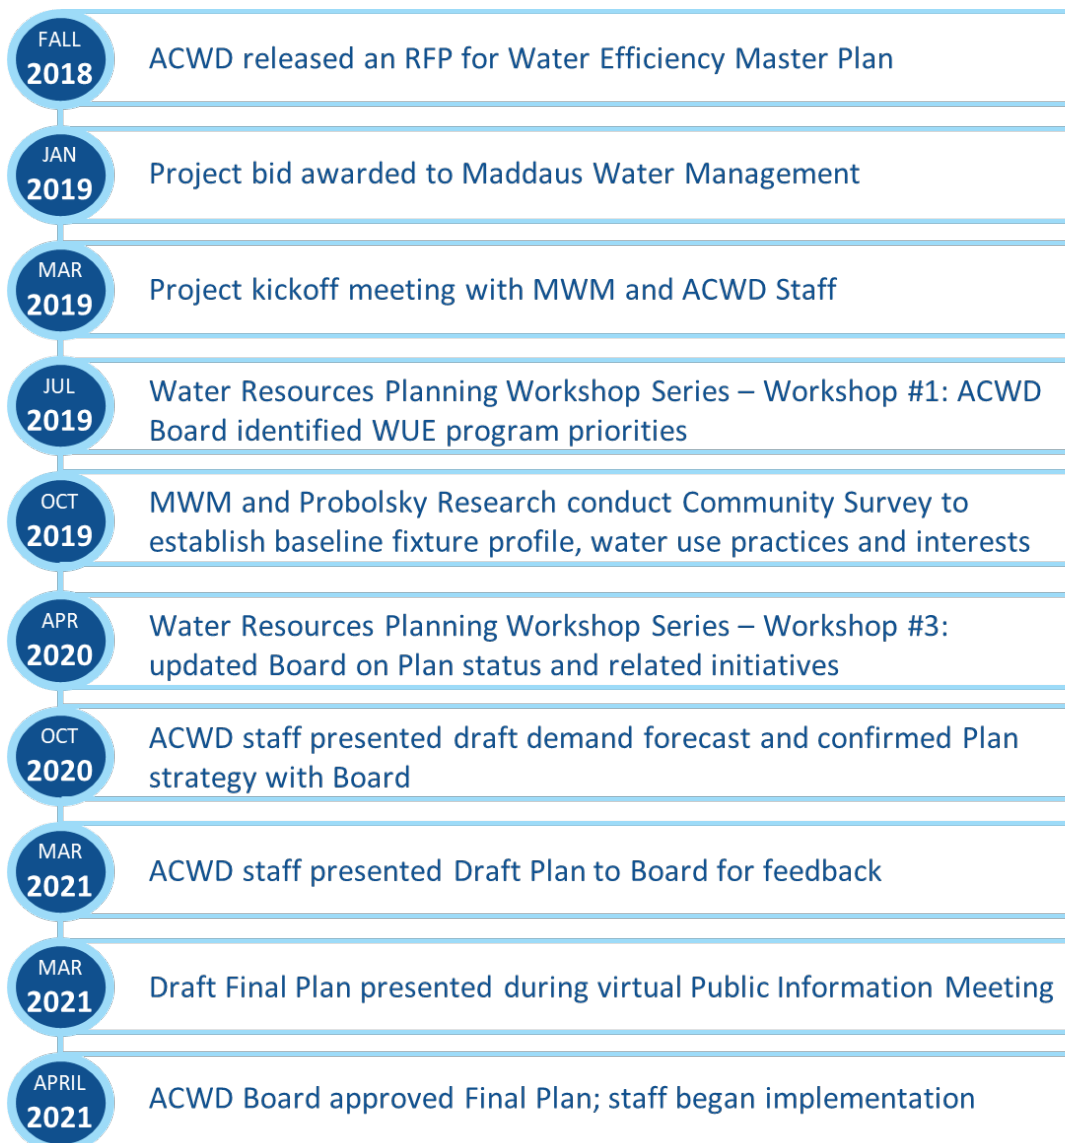 FALL
2018
ACWD released an RFP for Water Efficiency Master Plan
JAN
2019
Project bid awarded to Maddaus Water Management
MAR
2019
Project kickoff meeting with MWM and ACWD Staff
JUL
2019
Water Resources Planning Workshop Series – Workshop #1: ACWD
Board identified WUE program priorities
OCT
2019
MWM and Probolsky Research conduct Community Survey to
establish baseline fixture profile, water use practices and interests
APR
2020
Water Resources Planning Workshop Series – Workshop #3:
updated Board on Plan status and related initiatives
OCT
2020
ACWD staff presented draft demand forecast and confirmed Plan
strategy with Board
MAR
2021
ACWD staff presented Draft Plan to Board for feedback
MAR
2021
Draft Final Plan presented during virtual Public Information Meeting
APRIL
2021
ACWD Board approved Final Plan; staff began implementation